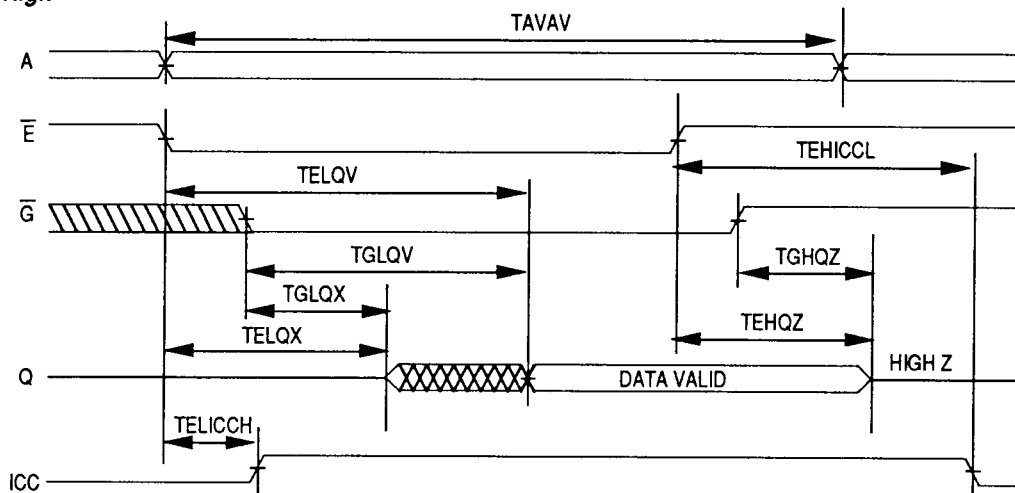 TAVAV
A
E
TEHICCL
TELQV
G
TGLQV
TGHQZ
TGLQX
TELQX
TEHQZ
Q
DATA VALID
HIGH Z
TELICCH
ICC